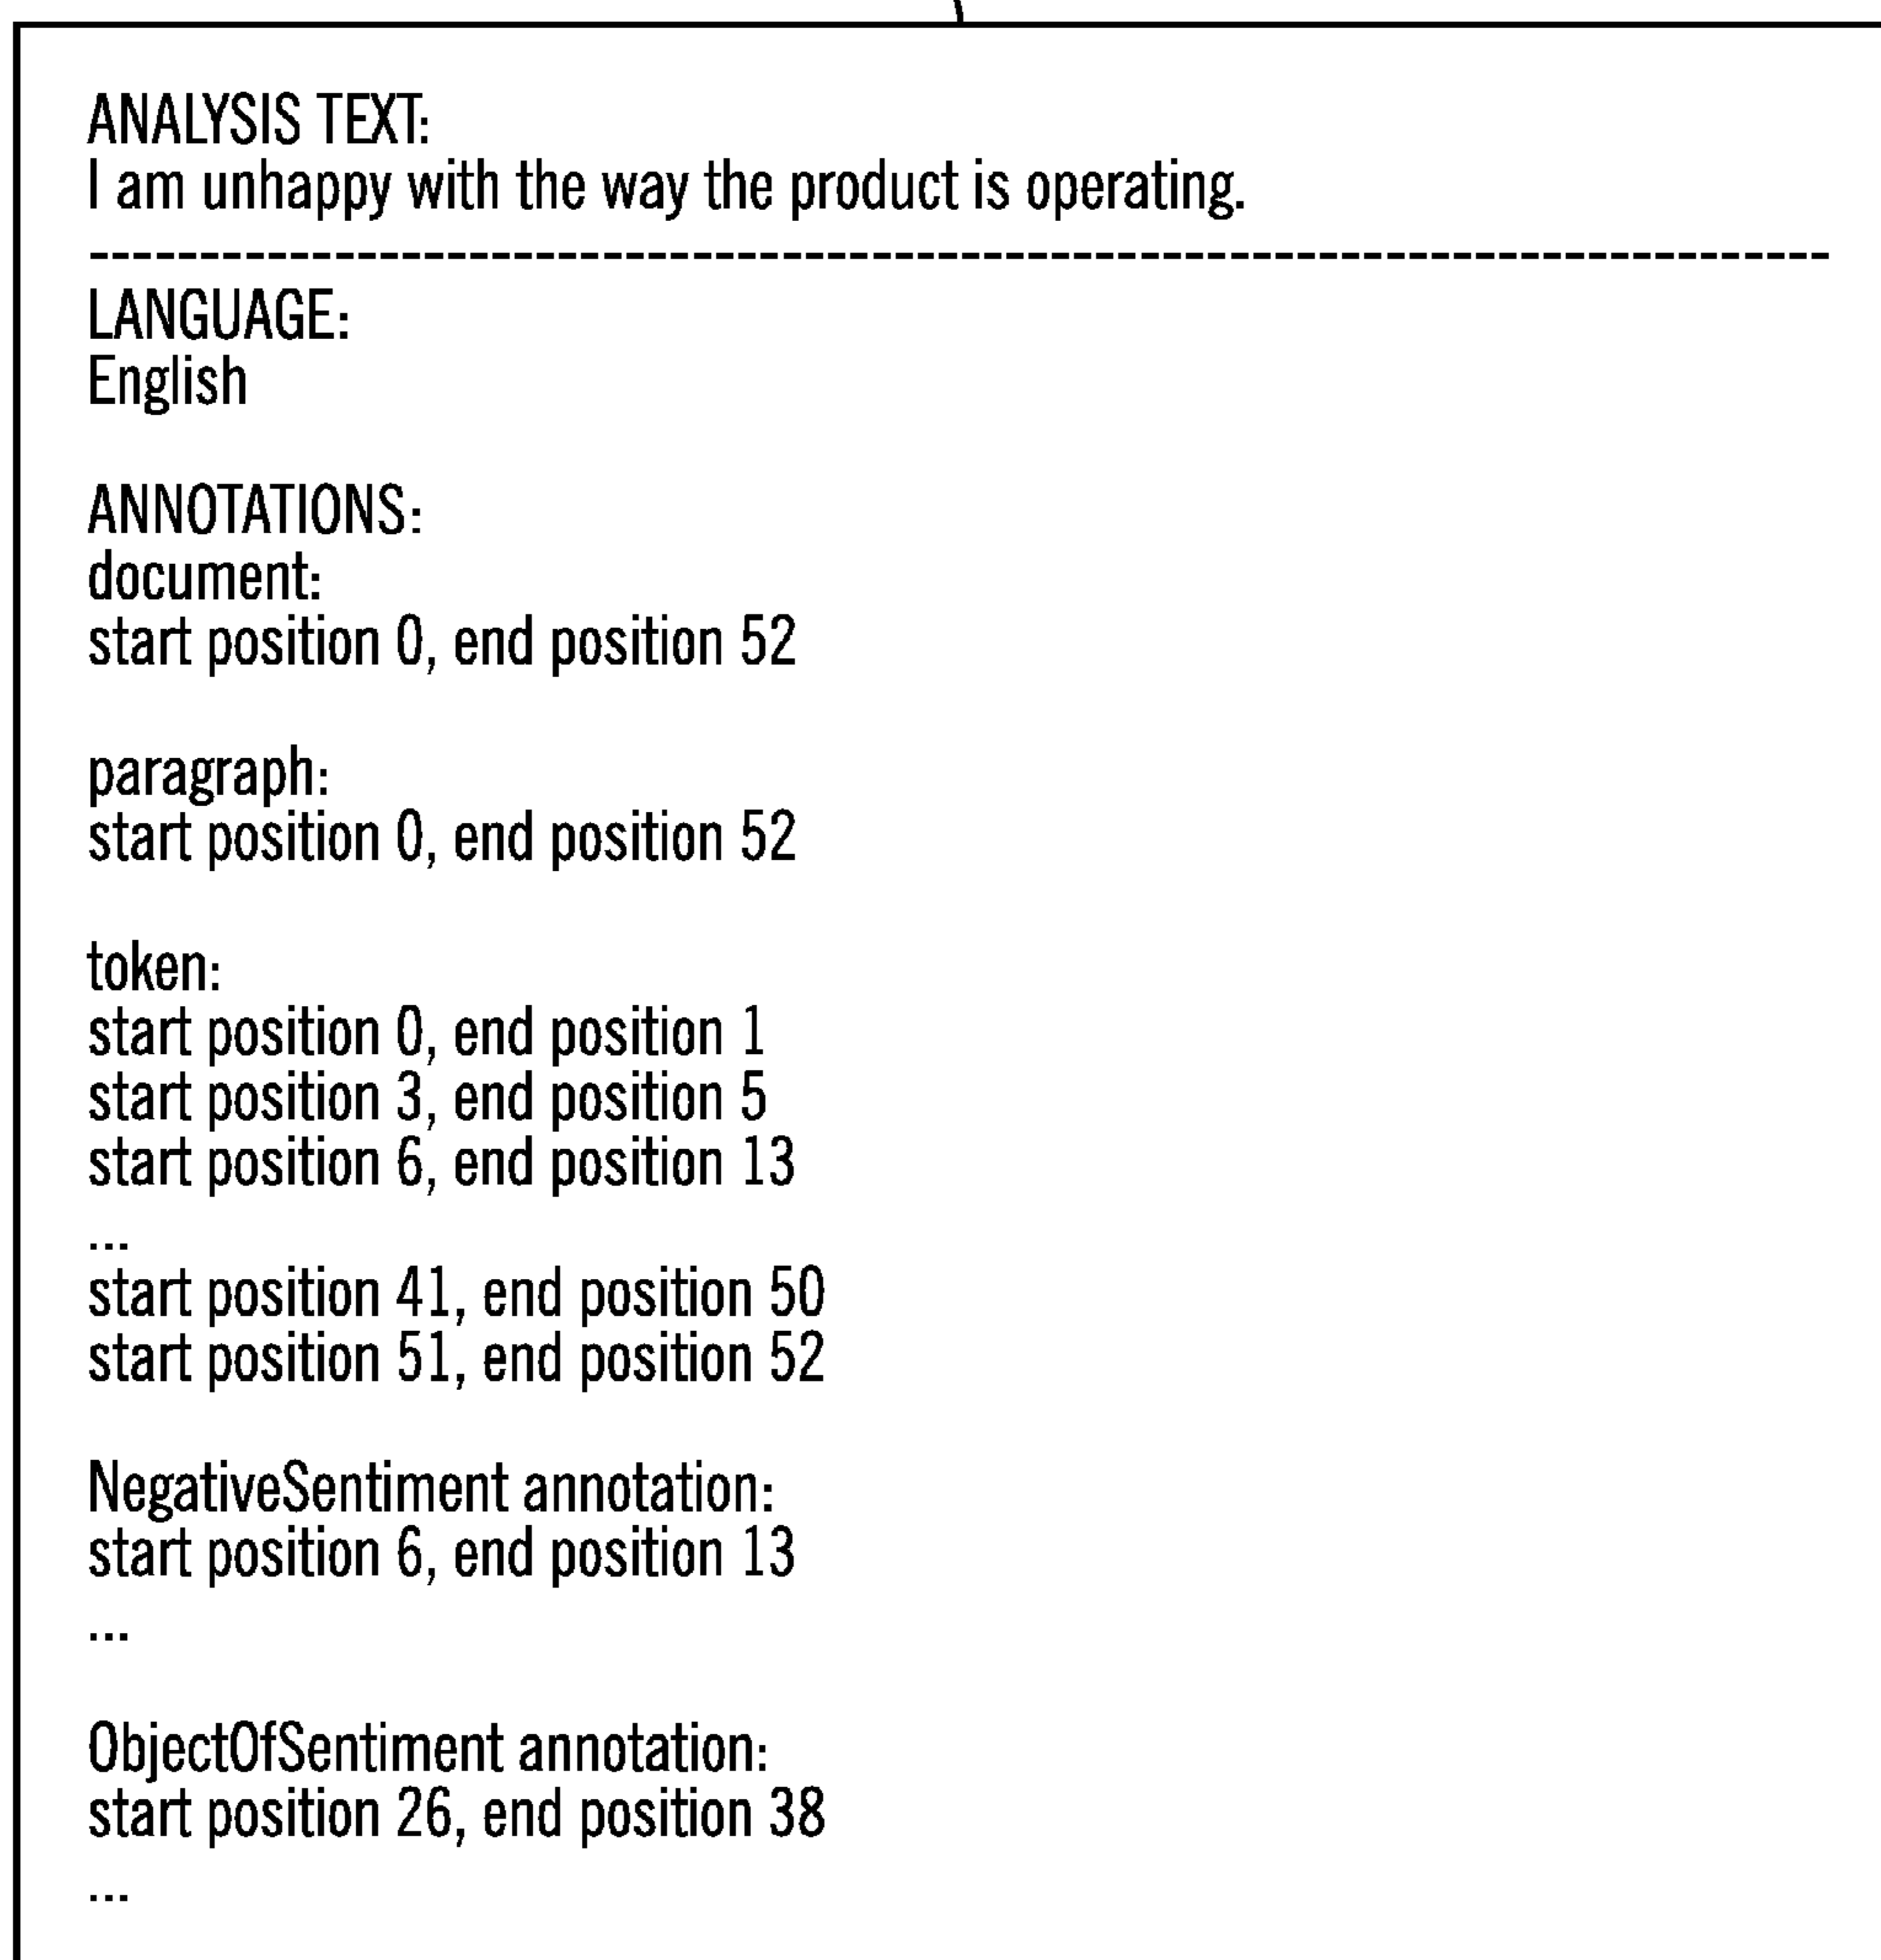 ANALYSIS TEXT:
I am unhappy with the way the product is operating.
--------------------------------------------------------------------------------
LANGUAGE:
English
ANNOTATIONS:
document:
start position 0, end position 52
paragraph:
start position 0, end position 52
token:
start position 0, end position 1
start position 3, end position 5
start position 6, end position 13
...
start position 41, end position 50
start position 51, end position 52
NegativeSentiment annotation:
start position 6, end position 13
...
ObjectOfSentiment annotation:
start position 26, end position 38
...